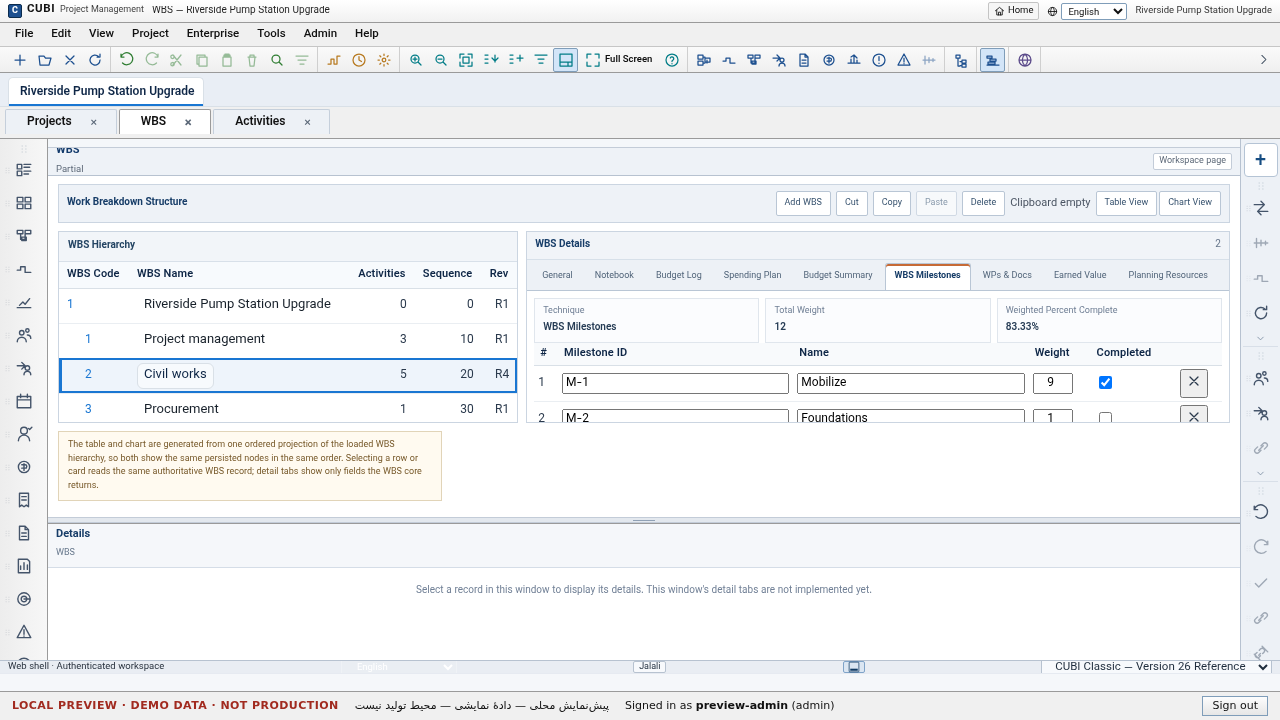 C CUBI Project Management WBS — Riverside Pump Station Upgrade Home English Riverside Pump Station Upgrade
File Edit View Project Enterprise Tools Admin Help
Full Screen
Riverside Pump Station Upgrade
Projects × WBS × Activities ×
WBS
Partial
Workspace page
Work Breakdown Structure Add WBS Cut Copy Paste Delete Clipboard empty Table View Chart View
WBS Hierarchy
WBS Code WBS Name Activities Sequence Rev
1 Riverside Pump Station Upgrade 0 0 R1
1 Project management 3 10 R1
2 Civil works 5 20 R4
3 Procurement 1 30 R1
WBS Details 2
General Notebook Budget Log Spending Plan Budget Summary WBS Milestones WPs & Docs Earned Value Planning Resources
Technique
WBS Milestones
Total Weight
12
Weighted Percent Complete
83.33%
# Milestone ID Name Weight Completed
1 M-1 Mobilize 9
2 M-2 Foundations 1
The table and chart are generated from one ordered projection of the loaded WBS
hierarchy, so both show the same persisted nodes in the same order. Selecting a row or
card reads the same authoritative WBS record; detail tabs show only fields the WBS core
returns.
Details
WBS
Select a record in this window to display its details. This window's detail tabs are not implemented yet.
Web shell · Authenticated workspace English Jalali CUBI Classic — Version 26 Reference
LOCAL PREVIEW · DEMO DATA · NOT PRODUCTION پیش‌نمایش محلی — دادهٔ نمایشی — محیط تولید نیست Signed in as preview-admin (admin) Sign out